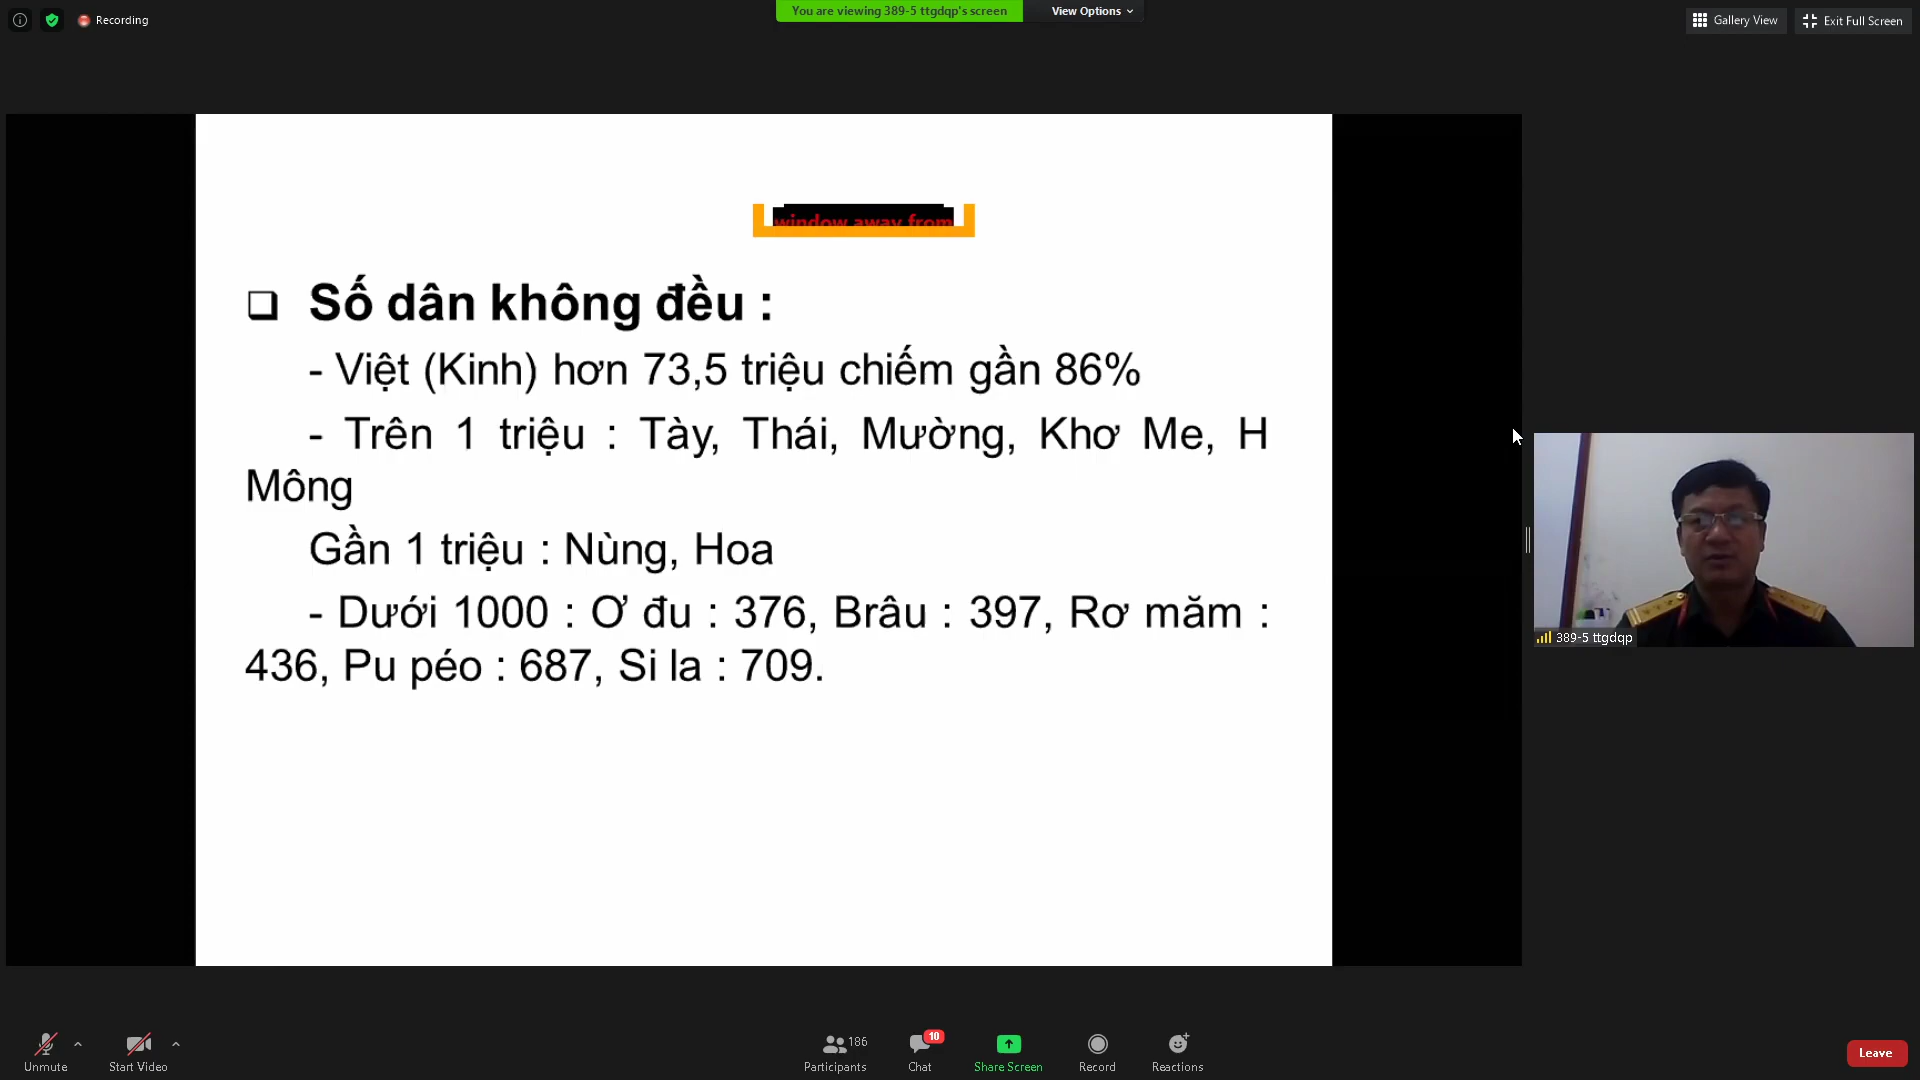 Recording
You are viewing 389-5 ttgdqp's screen
View Options
Gallery View
Exit Full Screen
window away from
Số dân không đều :
- Việt (Kinh) hơn 73,5 triệu chiếm gần 86%
- Trên 1 triệu : Tày, Thái, Mường, Khơ Me, H
Mông
Gần 1 triệu : Nùng, Hoa
- Dưới 1000 : Ơ đu : 376, Brâu : 397, Rơ măm :
436, Pu péo : 687, Si la : 709.
389-5 ttgdqp
Unmute
Start Video
186
Participants
10
Chat
Share Screen
Record
Reactions
Leave